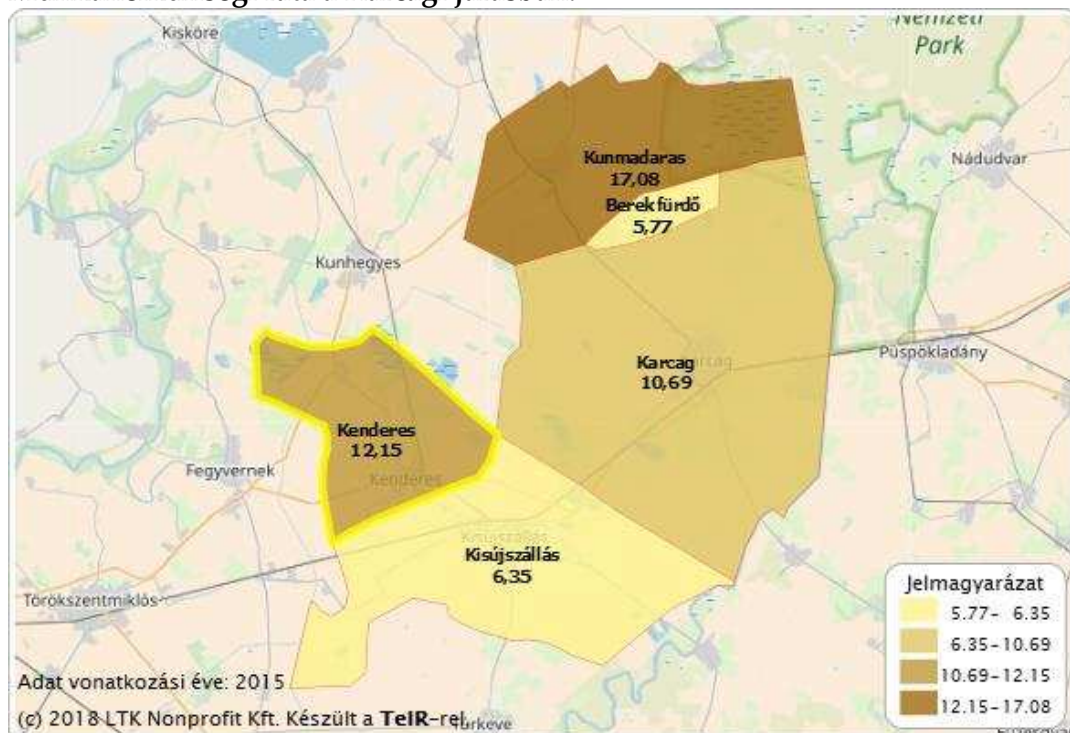 Kisköre
Nemzeti
Park
Kunmadaras
17,08
Nádudvar
Berekfürdő
5,77
Kunhegyes
Püspökladány
Karcag
10,69
Kenderes
12,15
Fegyvernek
Kenderes
Kisújszállás
Kisújszállás
6,35
Törökszentmiklós
Jelmagyarázat
5.77- 6.35
6.35-10.69
10.69-12.15
12.15-17.08
Adat vonatkozási éve: 2015
(c) 2018 LTK Nonprofit Kft. Készült a TeIR-rel.